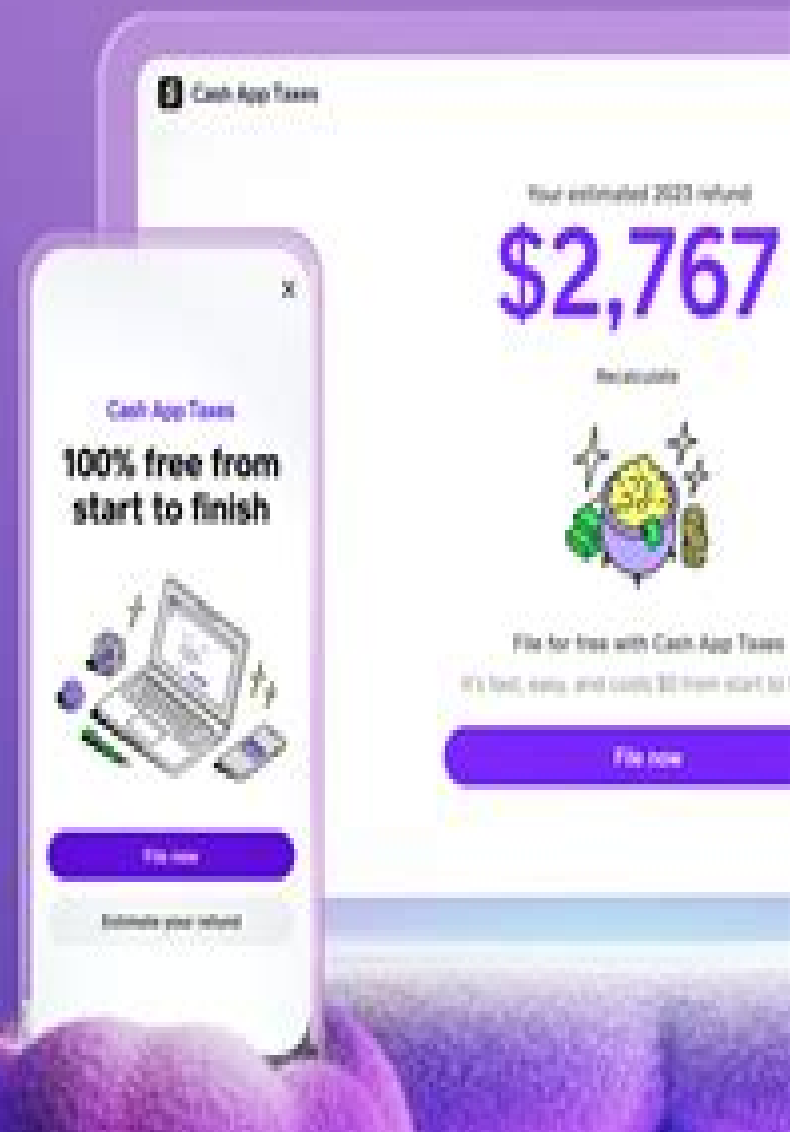 Cash App Taxes
Your estimated 2023 refund
$2,767
Recalculate
File for free with Cash App Taxes
It's fast, easy, and costs $0 from start to
File now
X
Cash App Taxes
100% free from
start to finish
File now
Estimate your refund